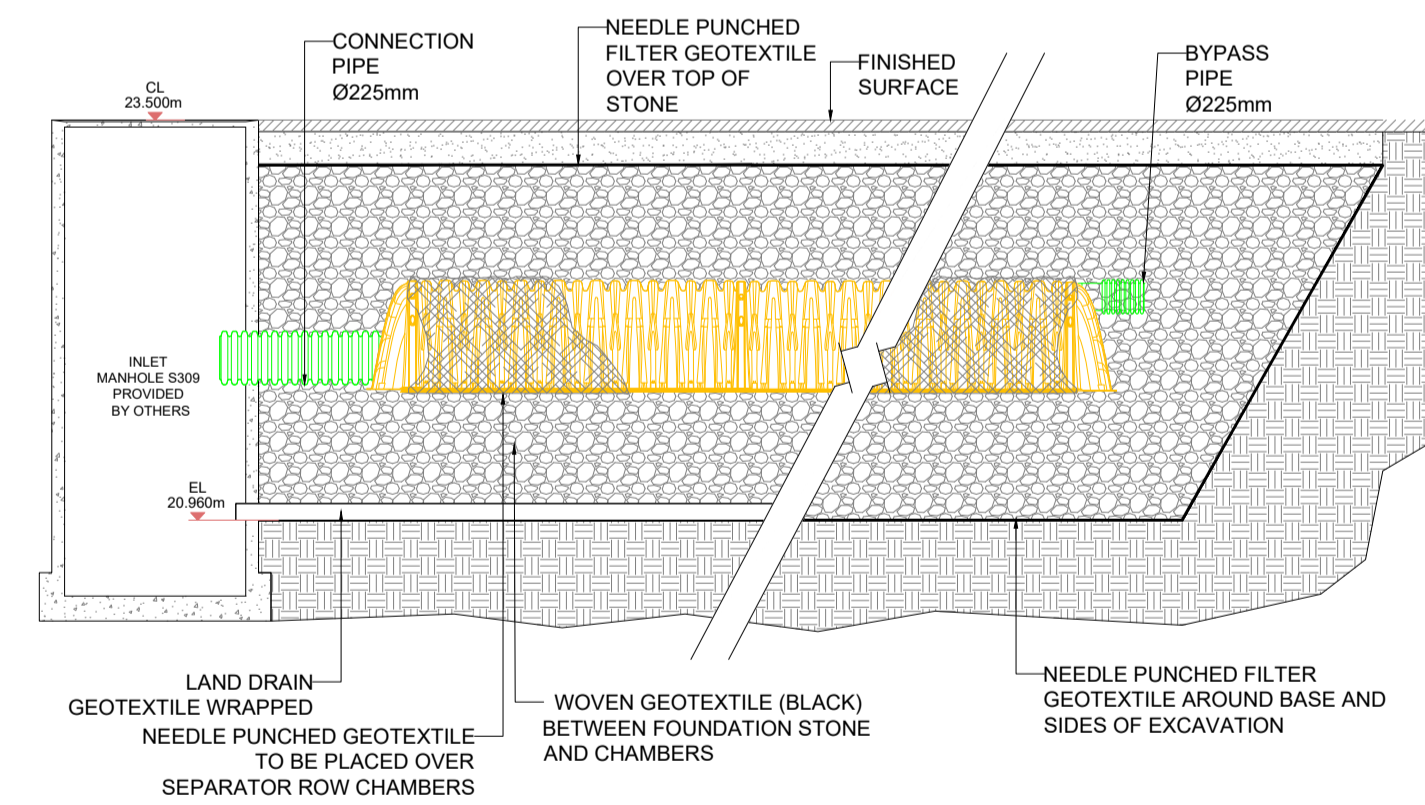 CONNECTION
PIPE
Ø225mm
NEEDLE PUNCHED
FILTER GEOTEXTILE
OVER TOP OF
STONE
FINISHED
SURFACE
BYPASS
PIPE
Ø225mm
CL
23.500m
INLET
MANHOLE S309
PROVIDED
BY OTHERS
EL
20.960m
LAND DRAIN
GEOTEXTILE WRAPPED
NEEDLE PUNCHED GEOTEXTILE
TO BE PLACED OVER
SEPARATOR ROW CHAMBERS
WOVEN GEOTEXTILE (BLACK)
BETWEEN FOUNDATION STONE
AND CHAMBERS
NEEDLE PUNCHED FILTER
GEOTEXTILE AROUND BASE AND
SIDES OF EXCAVATION